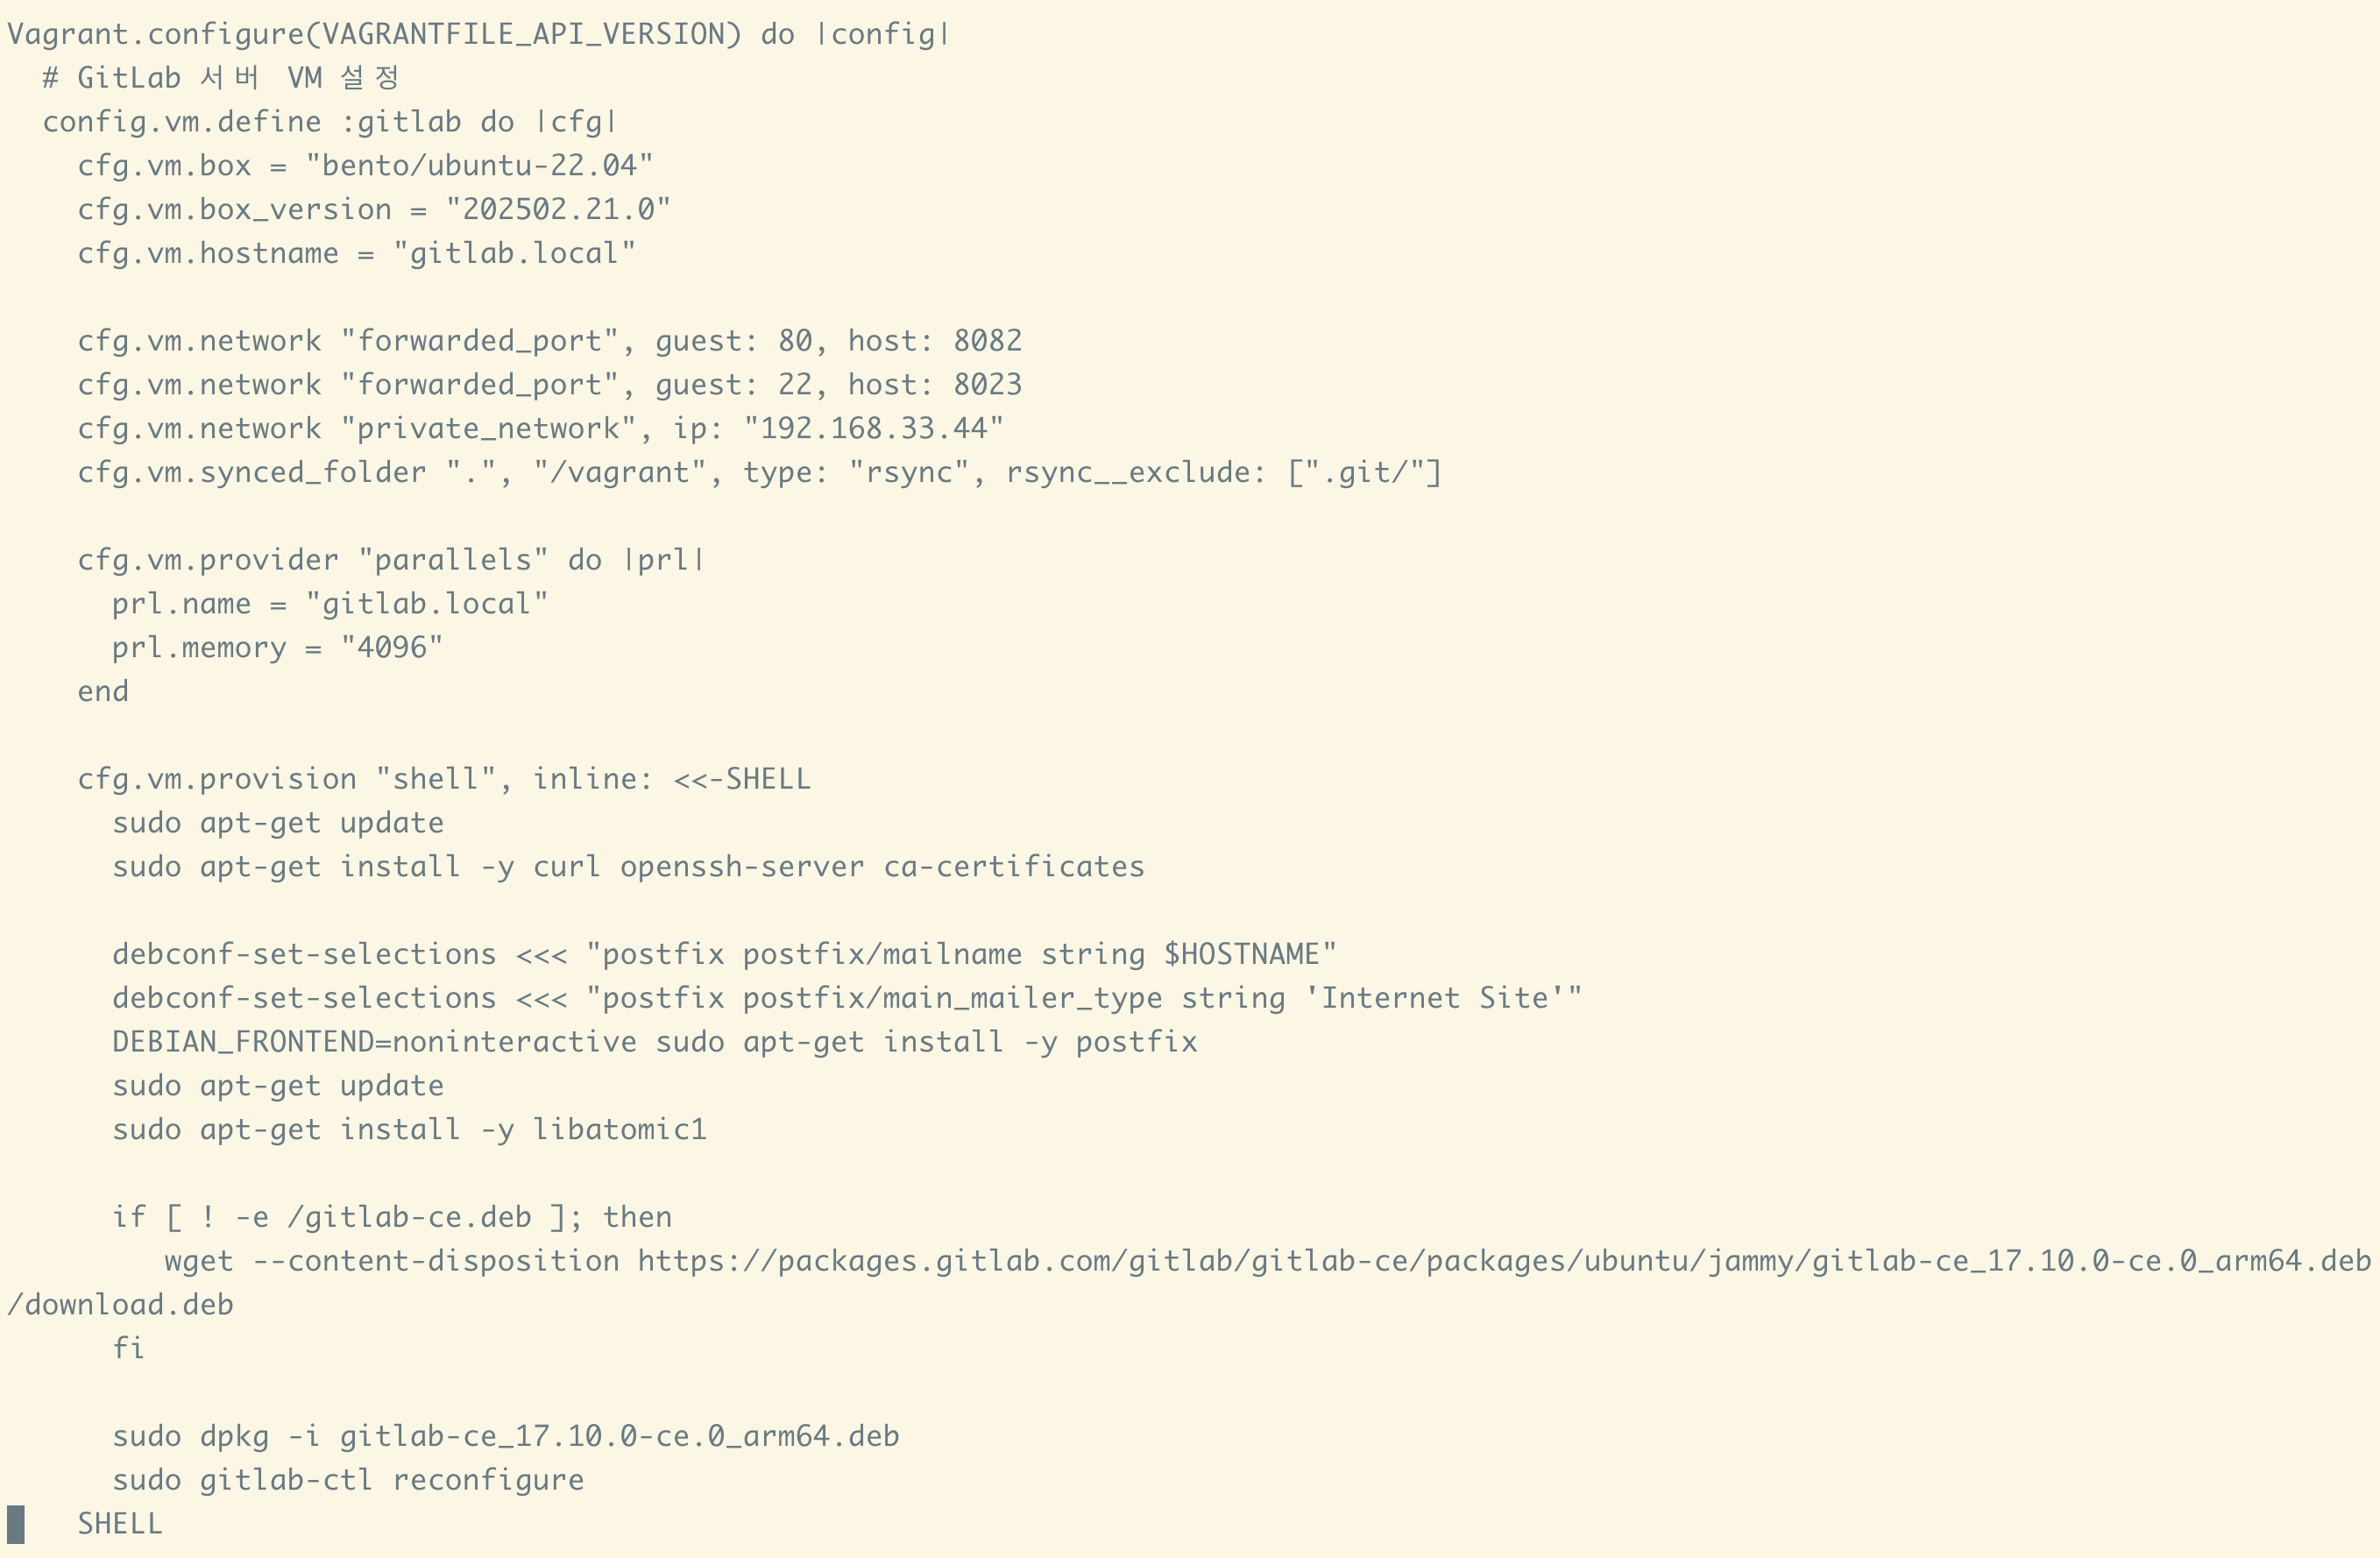 Vagrant.configure(VAGRANTFILE_API_VERSION) do |config|
  # GitLab 서버 VM 설정
  config.vm.define :gitlab do |cfg|
    cfg.vm.box = "bento/ubuntu-22.04"
    cfg.vm.box_version = "202502.21.0"
    cfg.vm.hostname = "gitlab.local"

    cfg.vm.network "forwarded_port", guest: 80, host: 8082
    cfg.vm.network "forwarded_port", guest: 22, host: 8023
    cfg.vm.network "private_network", ip: "192.168.33.44"
    cfg.vm.synced_folder ".", "/vagrant", type: "rsync", rsync__exclude: [".git/"]

    cfg.vm.provider "parallels" do |prl|
      prl.name = "gitlab.local"
      prl.memory = "4096"
    end

    cfg.vm.provision "shell", inline: <<-SHELL
      sudo apt-get update
      sudo apt-get install -y curl openssh-server ca-certificates

      debconf-set-selections <<< "postfix postfix/mailname string $HOSTNAME"
      debconf-set-selections <<< "postfix postfix/main_mailer_type string 'Internet Site'"
      DEBIAN_FRONTEND=noninteractive sudo apt-get install -y postfix
      sudo apt-get update
      sudo apt-get install -y libatomic1

      if [ ! -e /gitlab-ce.deb ]; then
         wget --content-disposition https://packages.gitlab.com/gitlab/gitlab-ce/packages/ubuntu/jammy/gitlab-ce_17.10.0-ce.0_arm64.deb
/download.deb
      fi

      sudo dpkg -i gitlab-ce_17.10.0-ce.0_arm64.deb
      sudo gitlab-ctl reconfigure
    SHELL